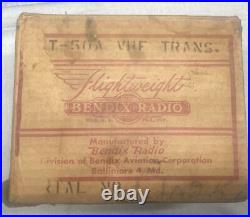 T-50A VHF TRANS.
Flightweight
BENDIX RADIO
Manufactured by
Bendix Radio
Division of Bendix Aviation Corporation
Baltimore 4, Md.